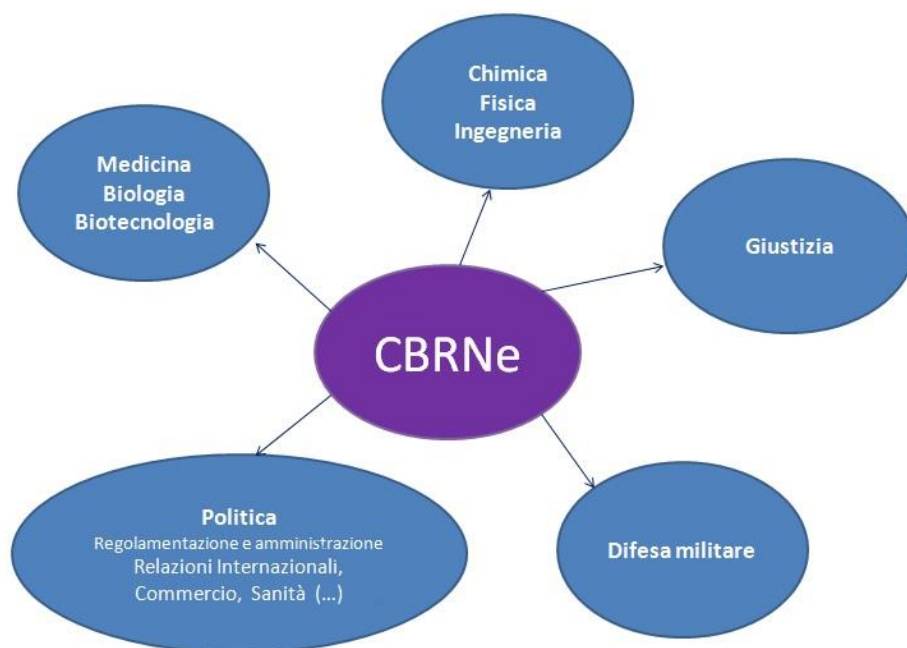 Chimica
Fisica
Ingegneria
Medicina
Biologia
Biotecnologia
Giustizia
CBRNe
Politica
Regolamentazione e amministrazione
Relazioni Internazionali,
Commercio, Sanità (...)
Difesa militare